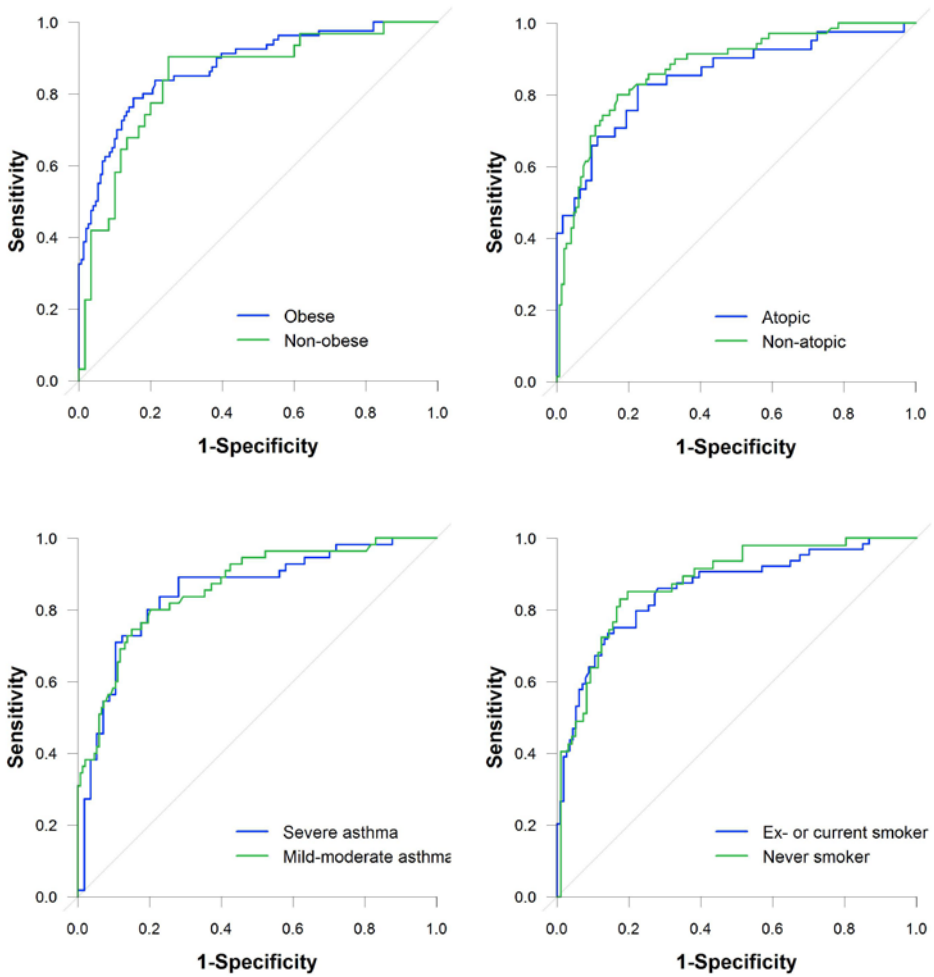 1.0
0.8
0.6
0.4
0.2
0.0
Sensitivity
Obese
Non-obese
0.0 0.2 0.4 0.6 0.8 1.0
1-Specificity
1.0
0.8
0.6
0.4
0.2
0.0
Sensitivity
Atopic
Non-atopic
0.0 0.2 0.4 0.6 0.8 1.0
1-Specificity
1.0
0.8
0.6
0.4
0.2
0.0
Sensitivity
Severe asthma
Mild-moderate asthma
0.0 0.2 0.4 0.6 0.8 1.0
1-Specificity
1.0
0.8
0.6
0.4
0.2
0.0
Sensitivity
Ex- or current smoker
Never smoker
0.0 0.2 0.4 0.6 0.8 1.0
1-Specificity